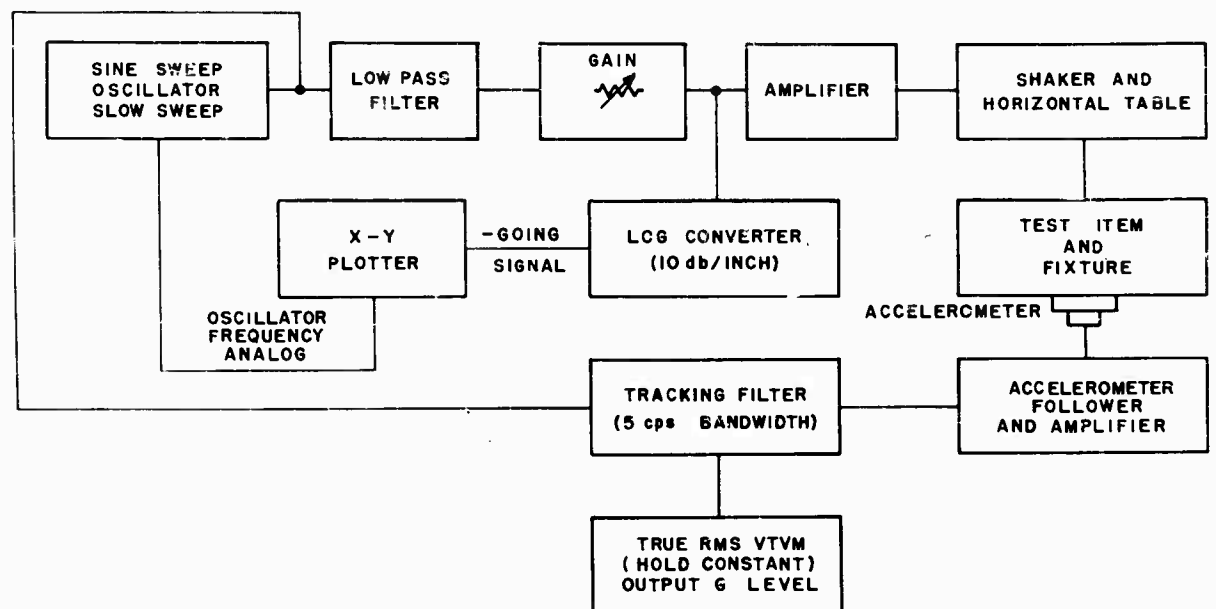 SINE SWEEP
OSCILLATOR
SLOW SWEEP
LOW PASS
FILTER
GAIN
AMPLIFIER
SHAKER AND
HORIZONTAL TABLE
X-Y
PLOTTER
-GOING
SIGNAL
LCG CONVERTER
(10 db/INCH)
TEST ITEM
AND
FIXTURE
ACCELEROMETER
OSCILLATOR
FREQUENCY
ANALOG
TRACKING FILTER
(5 cps BANDWIDTH)
ACCELEROMETER
FOLLOWER
AND AMPLIFIER
TRUE RMS VTVM
(HOLD CONSTANT)
OUTPUT G LEVEL